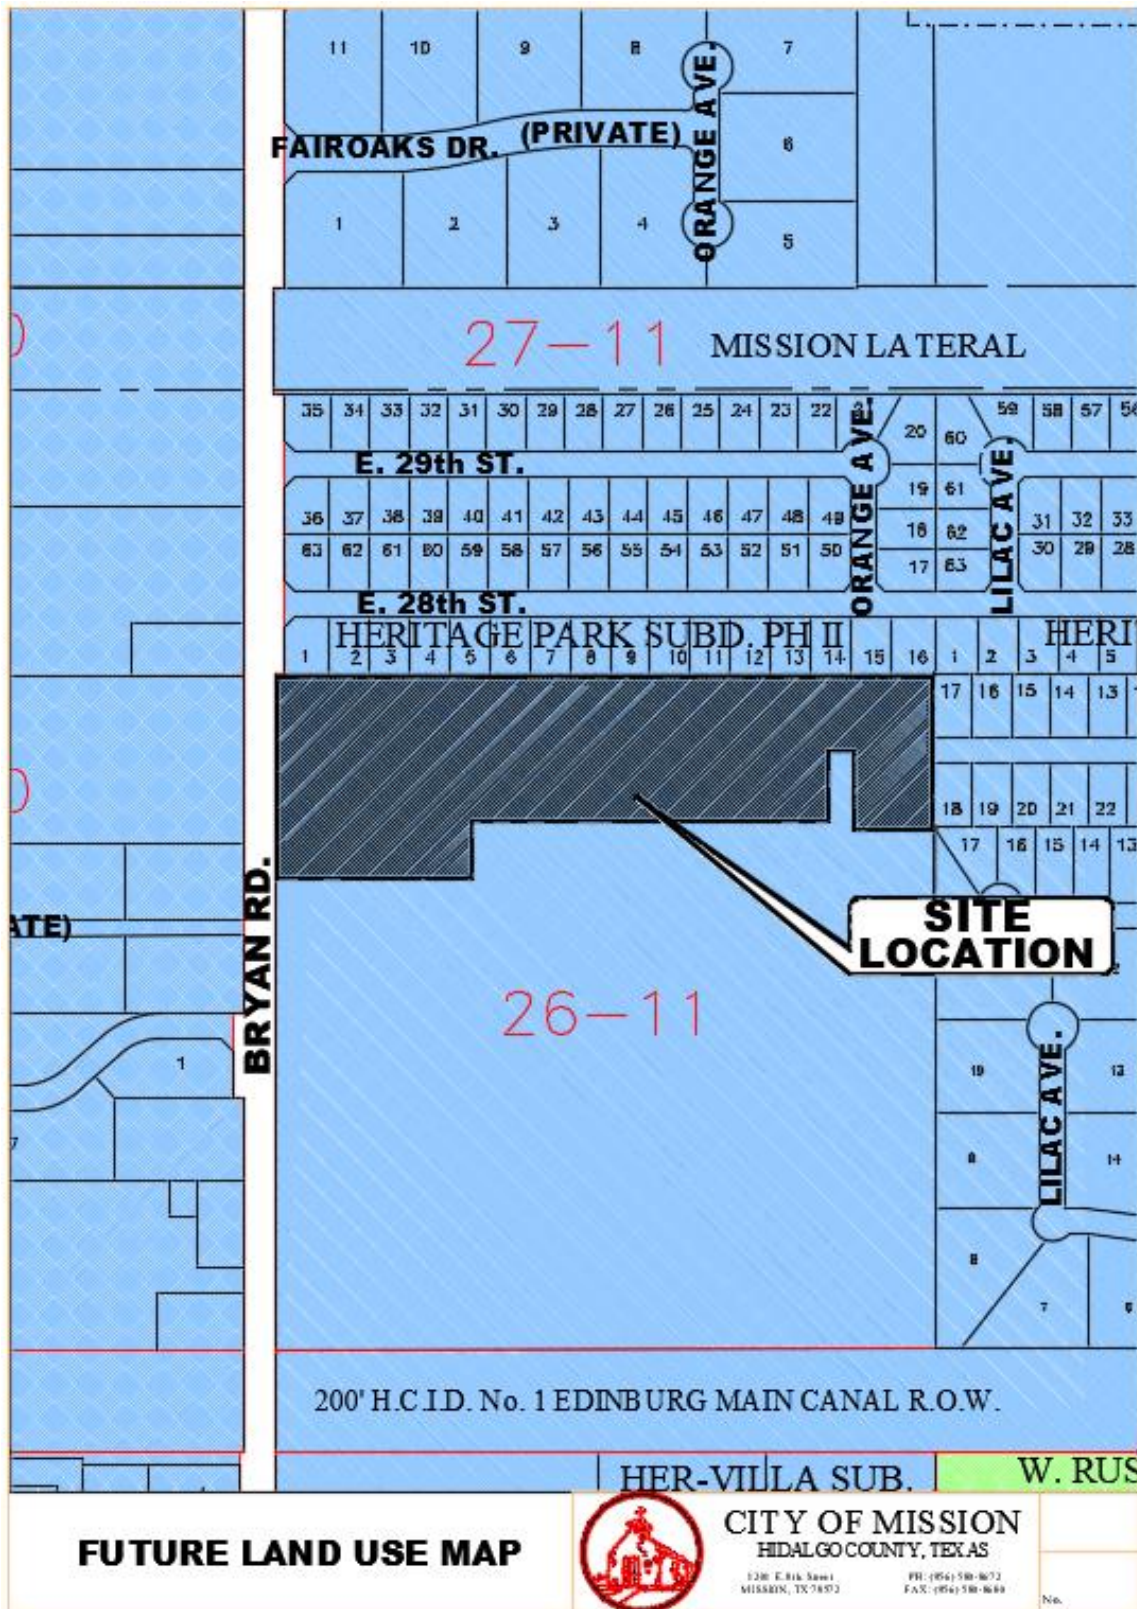 11 10 9 8 7
FAIROAKS DR. (PRIVATE)
ORANGE AVE.
6
1 2 3 4 5
27-11 MISSION LATERAL
35 34 33 32 31 30 29 28 27 26 25 24 23 22
20 60 59 58 57
E. 29th ST.
ORANGE AVE.
LILAC AVE.
19 61
36 37 38 39 40 41 42 43 44 45 46 47 48 49
18 62 31 32 33
63 62 61 60 59 58 57 56 55 54 53 52 51 50
17 63 30 29 28
E. 28th ST.
HERITAGE PARK SUBD. PH II
1 2 3 4 5 6 7 8 9 10 11 12 13 14 15 16 1 2 3 4 5
17 16 15 14 13
18 19 20 21 22
17 16 15 14 13
BRYAN RD.
SITE
LOCATION
26-11
1
LILAC AVE.
19 13
14
7
200' H.C.I.D. No. 1 EDINBURG MAIN CANAL R.O.W.
HER-VILLA SUB.
FUTURE LAND USE MAP
CITY OF MISSION
HIDALGO COUNTY, TEXAS
MISSION, TX 78572
No.